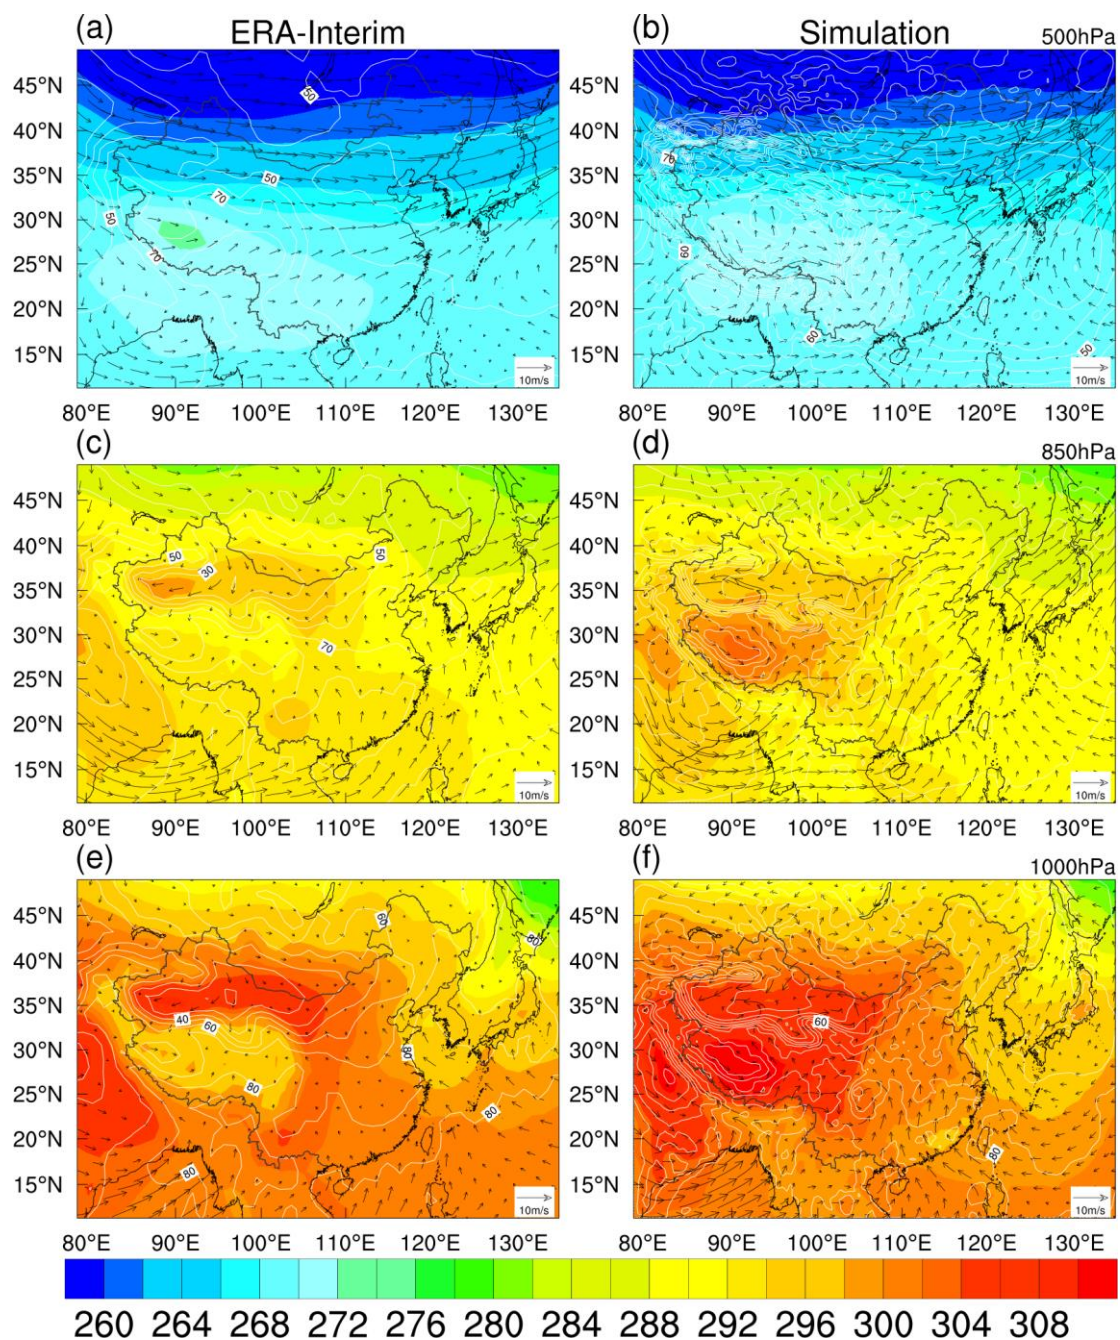 (a) ERA-Interim (b) Simulation 500hPa
45°N 50 45°N
40°N 40°N
35°N 50 35°N 70
30°N 50 70 30°N
25°N 70 25°N 60
20°N 20°N
15°N 15°N 60 50
10m/s 10m/s
80°E 90°E 100°E 110°E 120°E 130°E 80°E 90°E 100°E 110°E 120°E 130°E
(c) (d) 850hPa
45°N 45°N
40°N 50 50 40°N
35°N 30 35°N
30°N 70 30°N
25°N 25°N
20°N 20°N
15°N 15°N
10m/s 10m/s
80°E 90°E 100°E 110°E 120°E 130°E 80°E 90°E 100°E 110°E 120°E 130°E
(e) (f) 1000hPa
45°N 60 80 45°N
40°N 40°N
35°N 40 60 35°N 60
30°N 80 30°N
25°N 80 80 25°N
20°N 20°N
15°N 80 15°N 80
10m/s 10m/s
80°E 90°E 100°E 110°E 120°E 130°E 80°E 90°E 100°E 110°E 120°E 130°E
260 264 268 272 276 280 284 288 292 296 300 304 308